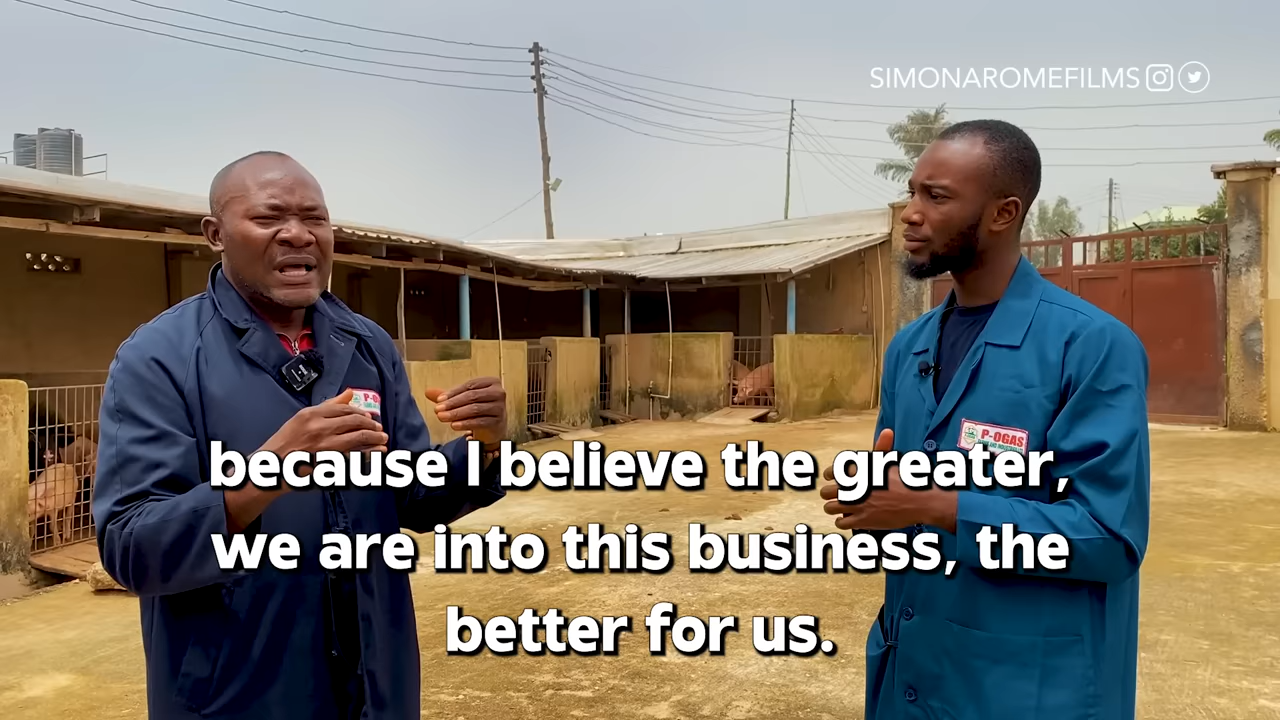 SIMONAROMEFILMS
P-OGAS
because I believe the greater,
we are into this business, the
better for us.